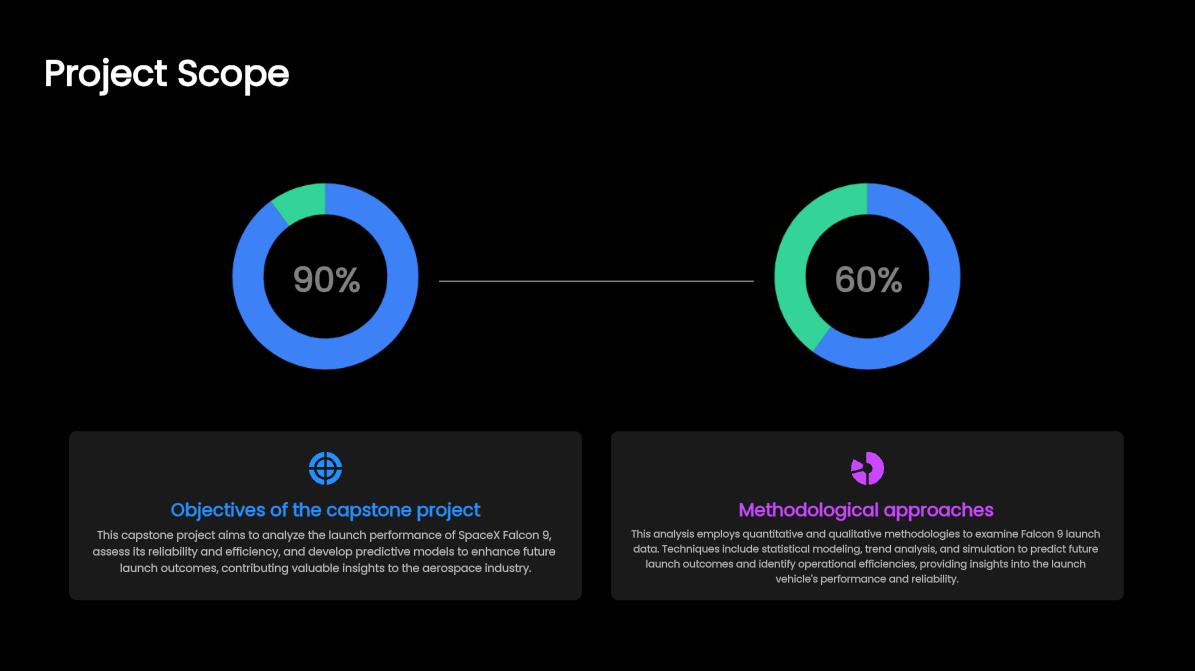 Project Scope
90%
60%
Objectives of the capstone project
This capstone project aims to analyze the launch performance of SpaceX Falcon 9,
assess its reliability and efficiency, and develop predictive models to enhance future
launch outcomes, contributing valuable insights to the aerospace industry.
Methodological approaches
This analysis employs quantitative and qualitative methodologies to examine Falcon 9 launch
data. Techniques include statistical modeling, trend analysis, and simulation to predict future
launch outcomes and identify operational efficiencies, providing insights into the launch
vehicle's performance and reliability.